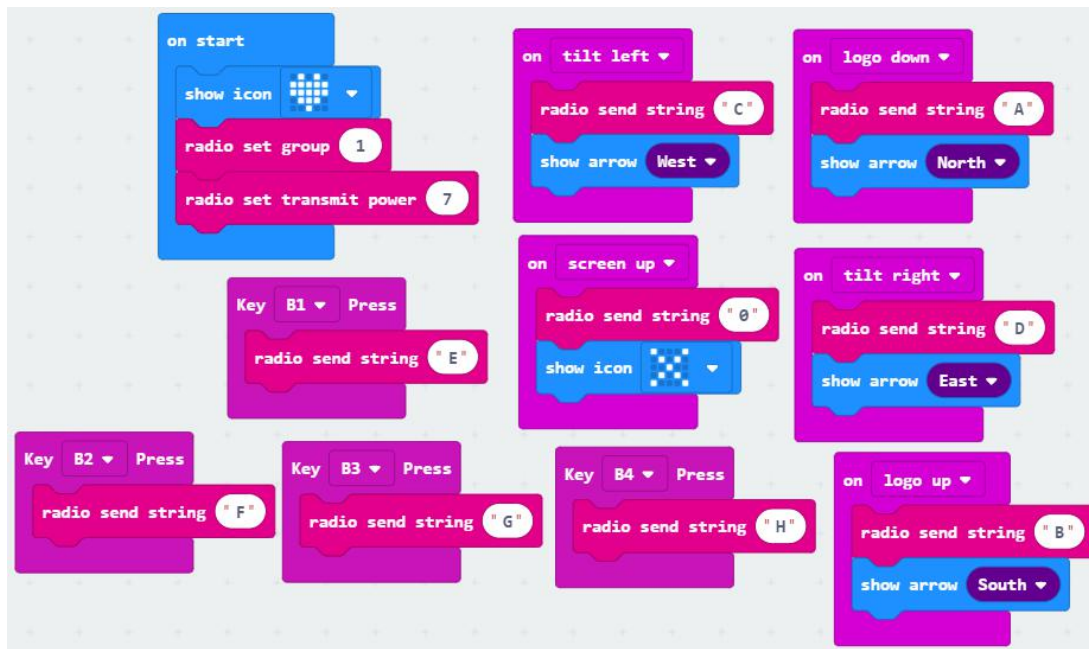 on start
show icon
radio set group 1
radio set transmit power 7
on tilt left
radio send string "C"
show arrow West
on logo down
radio send string "A"
show arrow North
on screen up
radio send string "0"
show icon
on tilt right
radio send string "D"
show arrow East
Key B1 Press
radio send string "E"
Key B2 Press
radio send string "F"
Key B3 Press
radio send string "G"
Key B4 Press
radio send string "H"
on logo up
radio send string "B"
show arrow South